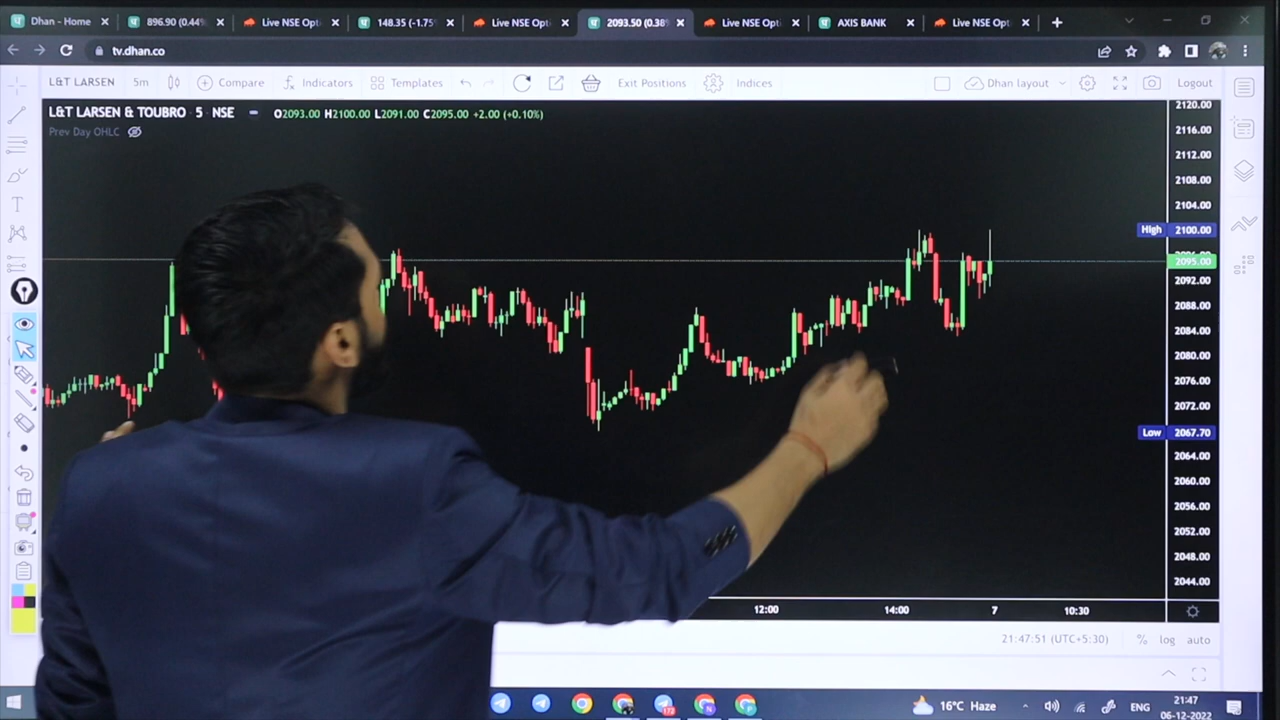 Dhan - Home
896.90 (0.44%
Live NSE Opti
148.35 (-1.75%
Live NSE Opti
2093.50 (0.38%
Live NSE Opti
AXIS BANK
Live NSE Opti
tv.dhan.co
L&T LARSEN 5m Compare Indicators Templates Exit Positions Indices Dhan layout Logout
L&T LARSEN & TOUBRO · 5 · NSE O2093.00 H2100.00 L2091.00 C2095.00 +2.00 (+0.10%)
Prev Day OHLC
2120.00
2116.00
2112.00
2108.00
2104.00
High 2100.00
2095.00
2092.00
2088.00
2084.00
2080.00
2076.00
2072.00
Low 2067.70
2064.00
2060.00
2056.00
2052.00
2048.00
2044.00
12:00 14:00 7 10:30
21:47:51 (UTC+5:30) % log auto
172
16°C Haze ENG 21:47
06-12-2022